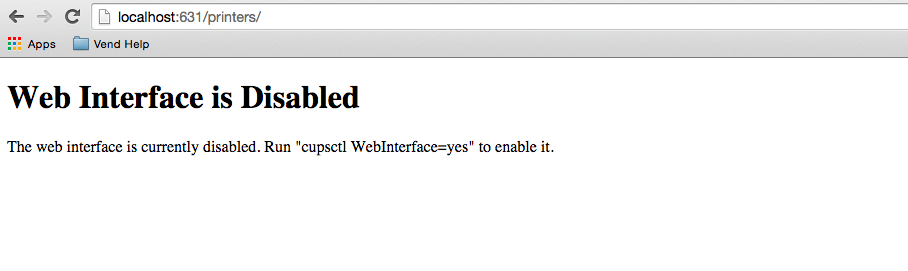 localhost:631/printers/
Apps Vend Help
Web Interface is Disabled
The web interface is currently disabled. Run "cupsctl WebInterface=yes" to enable it.